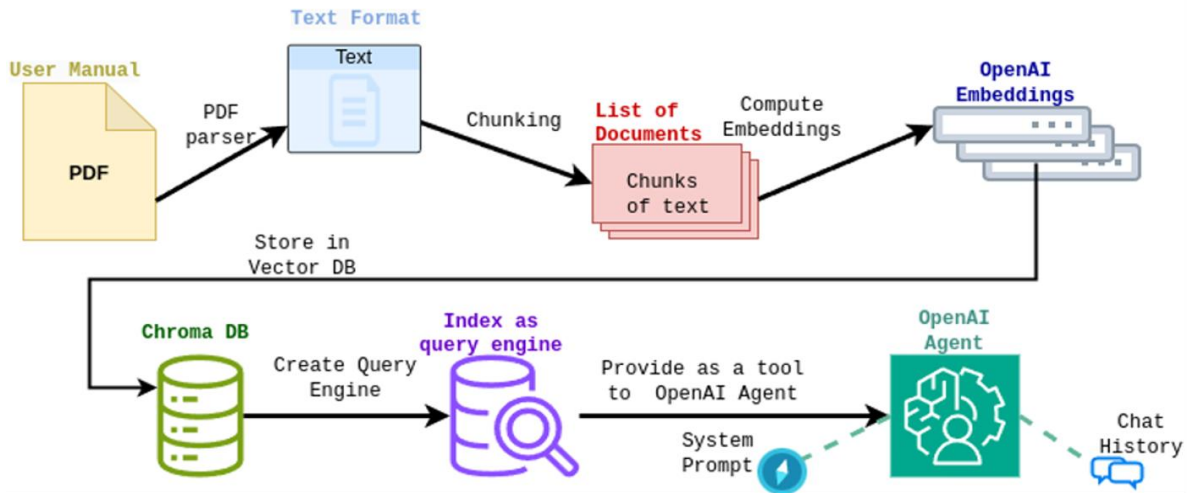 Text Format
Text
User Manual
PDF
PDF
parser
Chunking
List of
Documents
Chunks
of text
Compute
Embeddings
OpenAI
Embeddings
Store in
Vector DB
Chroma DB
Create Query
Engine
Index as
query engine
Provide as a tool
to OpenAI Agent
OpenAI
Agent
System
Prompt
Chat
History